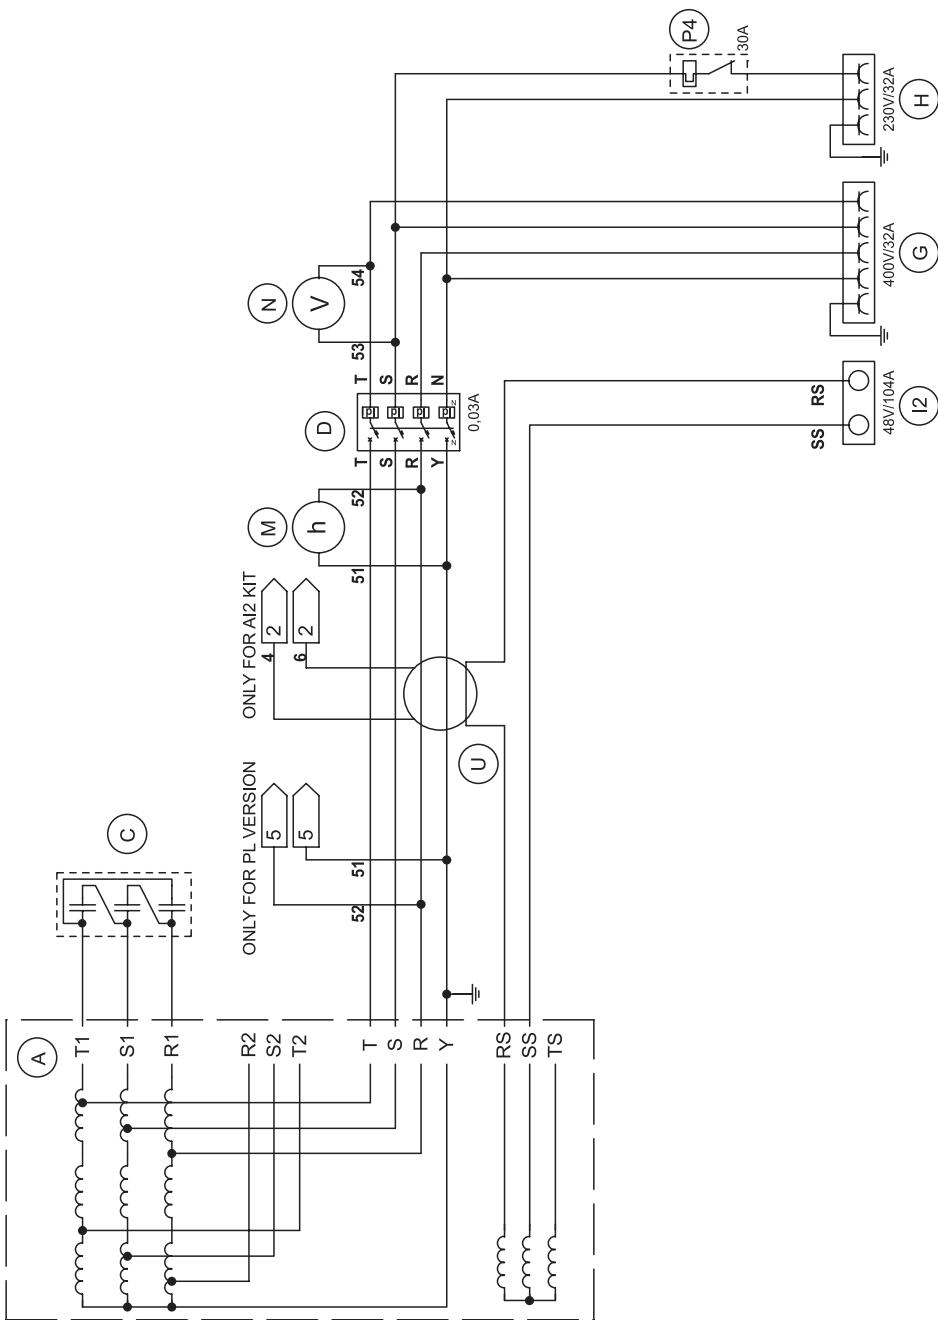 A
T1
S1
R1
R2
S2
T2
T
S
R
Y
RS
SS
TS
C
ONLY FOR PL VERSION
5
5
52
51
ONLY FOR AI2 KIT
2
2
4
6
U
M
h
51
52
T
S
R
Y
D
N
N
0,03A
T
S
R
N
N
V
53
54
P4
30A
230V/32A
H
400V/32A
G
SS
RS
48V/104A
I2